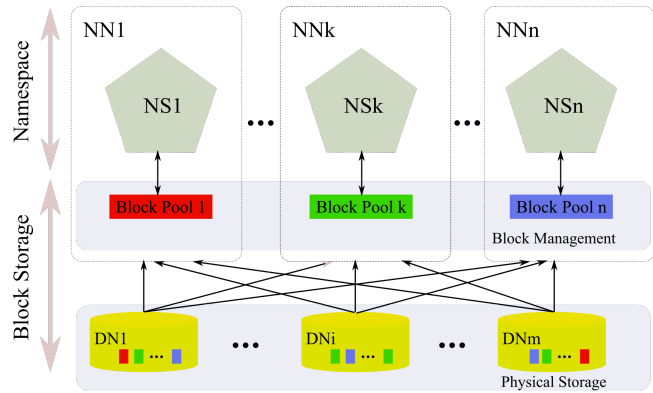 NN1
NNk
NNn
Namespace
NS1
...
NSk
...
NSn
Block Storage
Block Pool 1
Block Pool k
Block Pool n
Block Management
DN1
...
...
DNi
...
...
DNm
...
Physical Storage